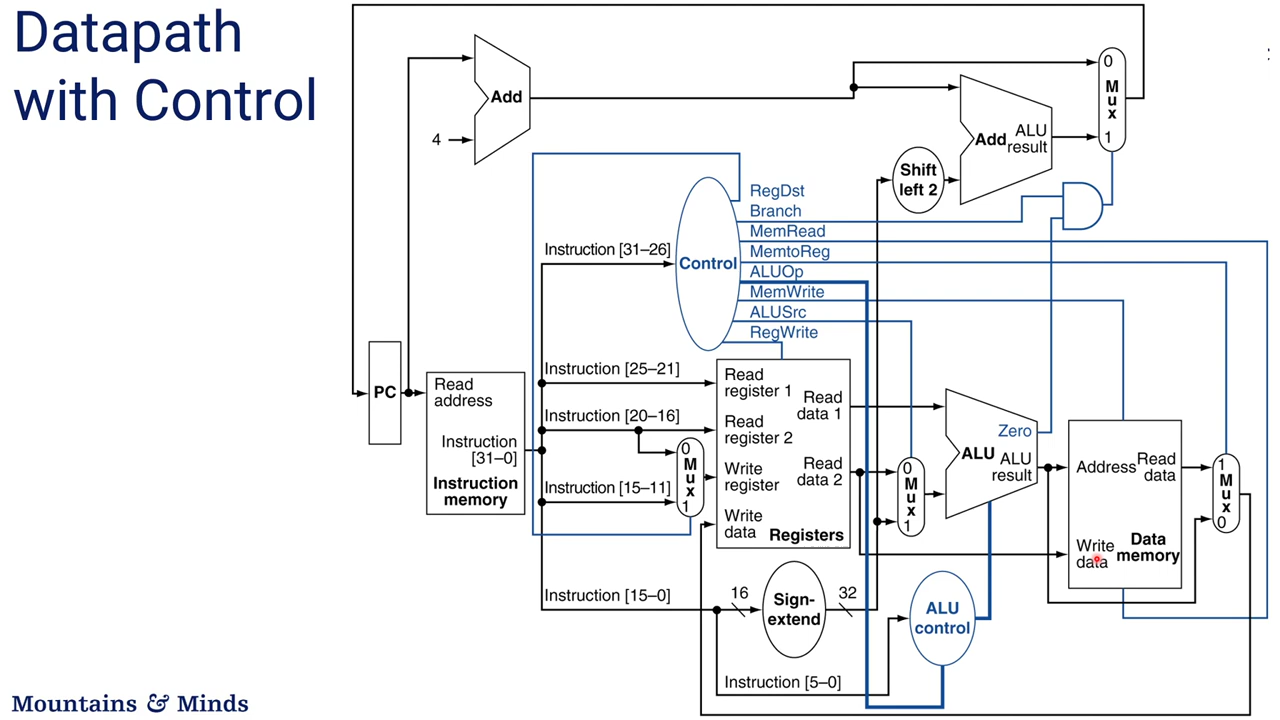 Datapath
with Control
Add
4
Add
ALU
result
0
M
u
x
1
Shift
left 2
RegDst
Branch
MemRead
MemtoReg
ALUOp
MemWrite
ALUSrc
RegWrite
Control
Instruction [31–26]
Instruction [25–21]
Instruction [20–16]
Instruction [15–11]
Instruction [15–0]
Instruction [5–0]
PC
Read
address
Instruction
[31–0]
Instruction
memory
0
M
u
x
1
Read
register 1
Read
register 2
Write
register
Write
data
Read
data 1
Read
data 2
Registers
0
M
u
x
1
Zero
ALU
ALU
result
Address
Read
data
Write
data
Data
memory
1
M
u
x
0
16
Sign-
extend
32
ALU
control
Mountains & Minds